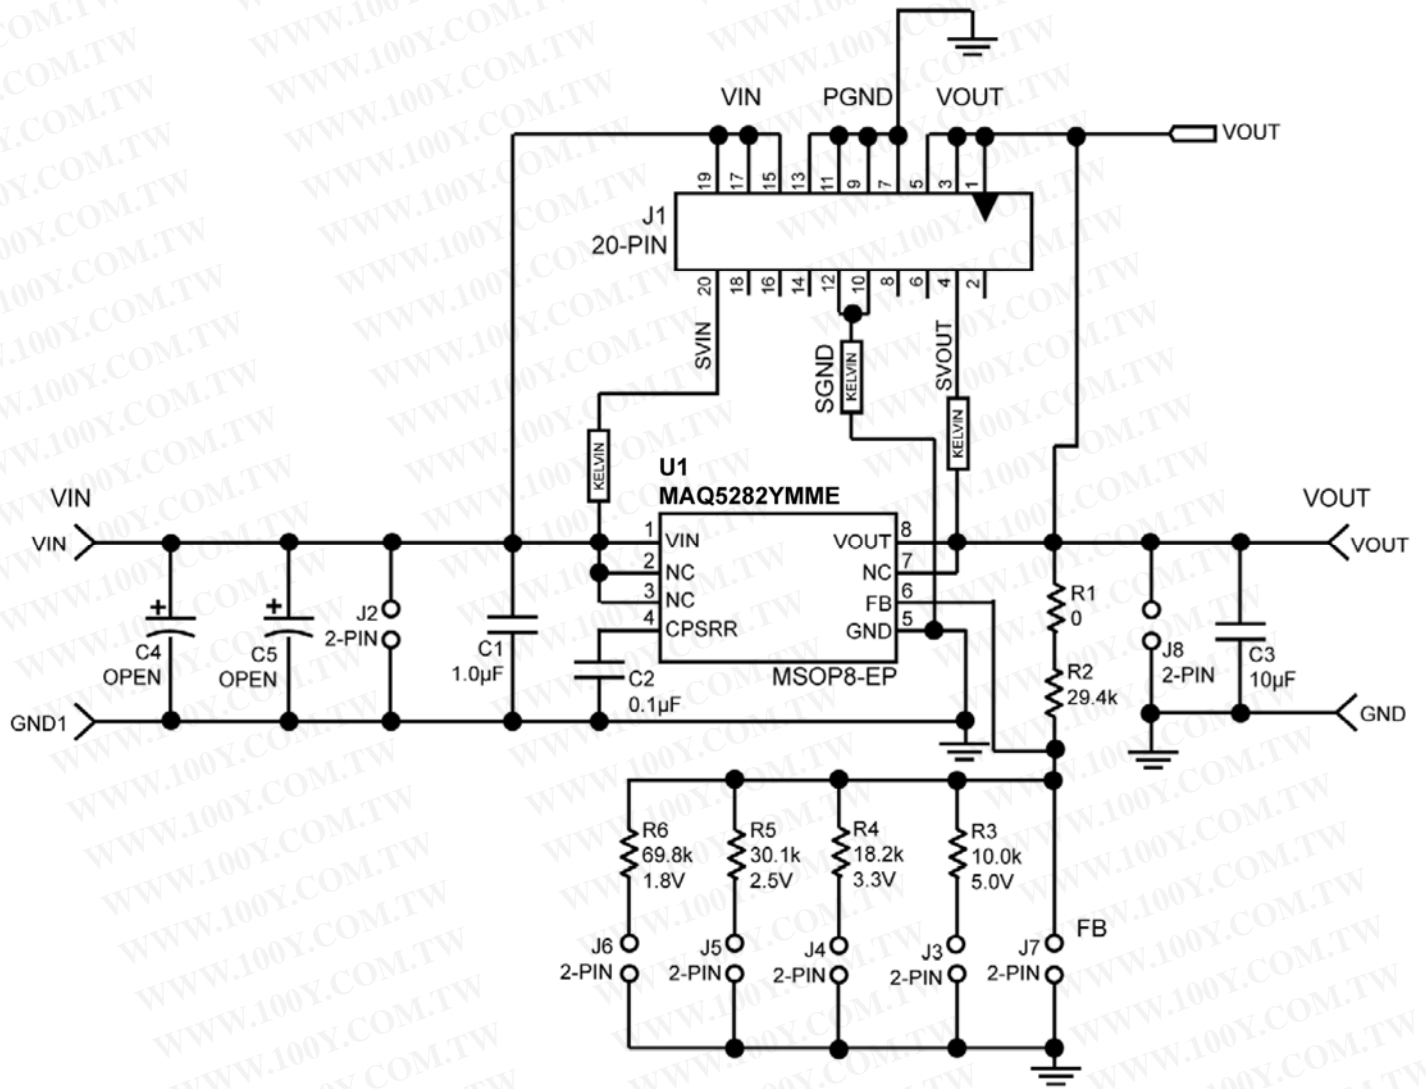 VIN PGND VOUT
VOUT
19 17 15 13 11 9 7 5 3 1
J1
20-PIN
20 18 16 14 12 10 8 6 4 2
SVIN
SGND
SVOUT
KELVIN
KELVIN
KELVIN
U1
MAQ5282YMME
VIN
VIN
VOUT
VOUT
1 VIN VOUT 8
2 NC NC 7
3 NC FB 6
4 CPSRR GND 5
MSOP8-EP
C4
OPEN
C5
OPEN
J2
2-PIN
C1
1.0µF
C2
0.1µF
R1
0
R2
29.4k
J8
2-PIN
C3
10µF
GND1
GND
R6
69.8k
1.8V
R5
30.1k
2.5V
R4
18.2k
3.3V
R3
10.0k
5.0V
FB
J6
2-PIN
J5
2-PIN
J4
2-PIN
J3
2-PIN
J7
2-PIN
WWW.100Y.COM.TW